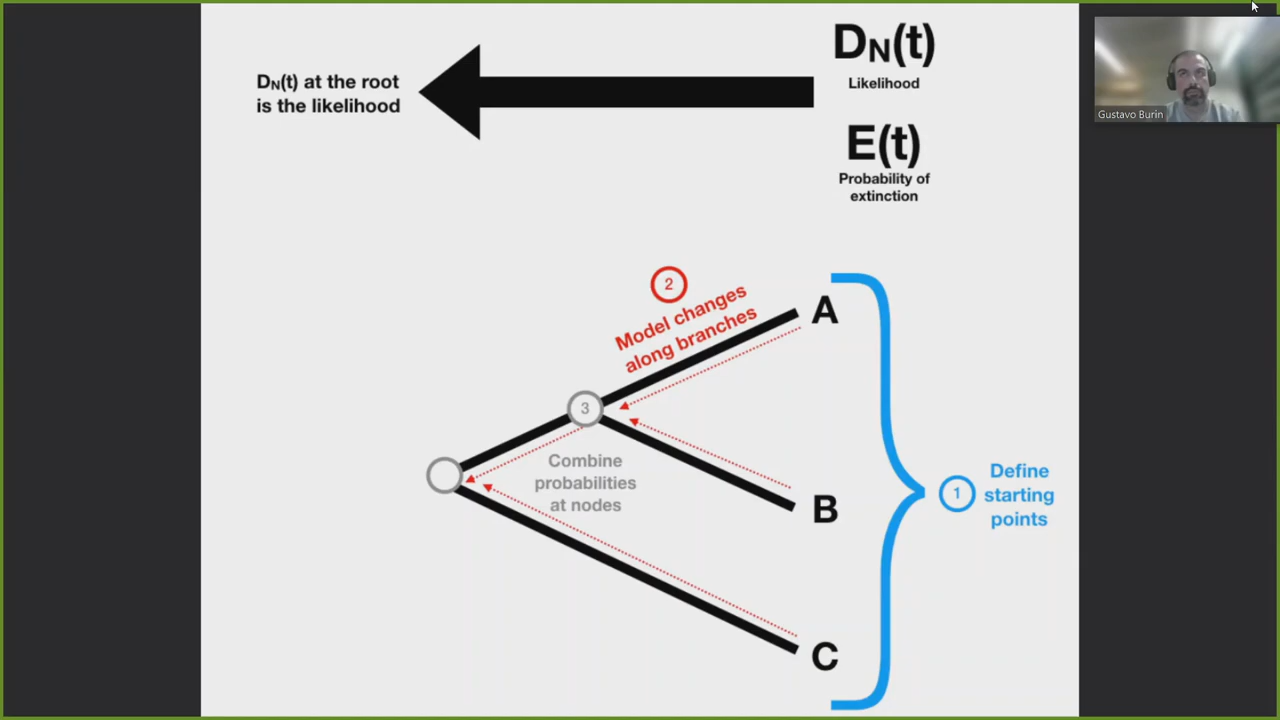 DN(t) at the root
is the likelihood
DN(t)
Likelihood
E(t)
Probability of
extinction
Gustavo Burin
2
Model changes
along branches
A
3
Combine
probabilities
at nodes
B
C
1
Define
starting
points